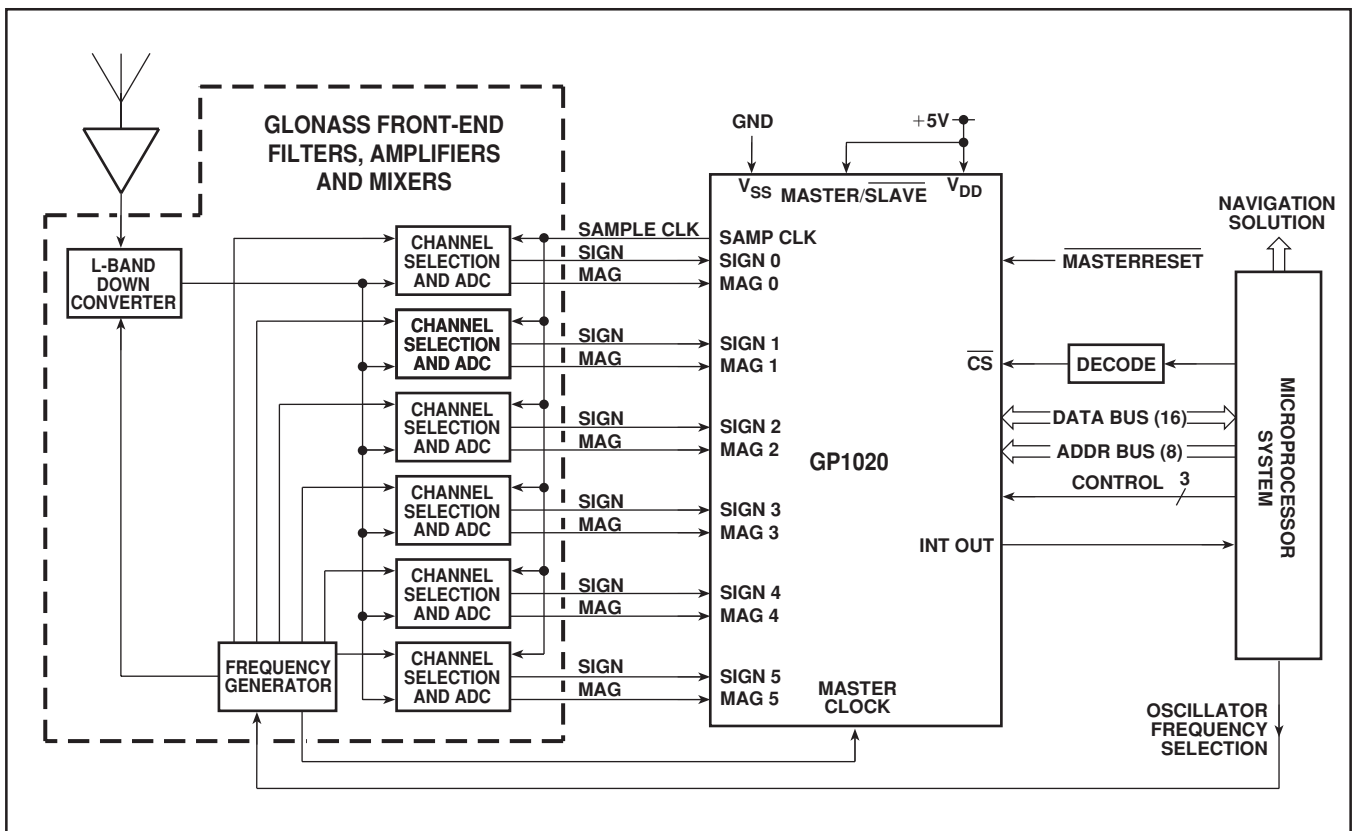 GLONASS FRONT-END
FILTERS, AMPLIFIERS
AND MIXERS
GND
+5V
VSS
MASTER/SLAVE
VDD
L-BAND
DOWN
CONVERTER
CHANNEL
SELECTION
AND ADC
SAMPLE CLK
SIGN
MAG
SAMP CLK
SIGN 0
MAG 0
CHANNEL
SELECTION
AND ADC
SIGN
MAG
SIGN 1
MAG 1
CHANNEL
SELECTION
AND ADC
SIGN
MAG
SIGN 2
MAG 2
CHANNEL
SELECTION
AND ADC
SIGN
MAG
SIGN 3
MAG 3
CHANNEL
SELECTION
AND ADC
SIGN
MAG
SIGN 4
MAG 4
FREQUENCY
GENERATOR
CHANNEL
SELECTION
AND ADC
SIGN
MAG
SIGN 5
MAG 5
GP1020
MASTER
CLOCK
MASTERRESET
CS
DECODE
DATA BUS (16)
ADDR BUS (8)
CONTROL 3
INT OUT
NAVIGATION
SOLUTION
MICROPROCESSOR
SYSTEM
OSCILLATOR
FREQUENCY
SELECTION